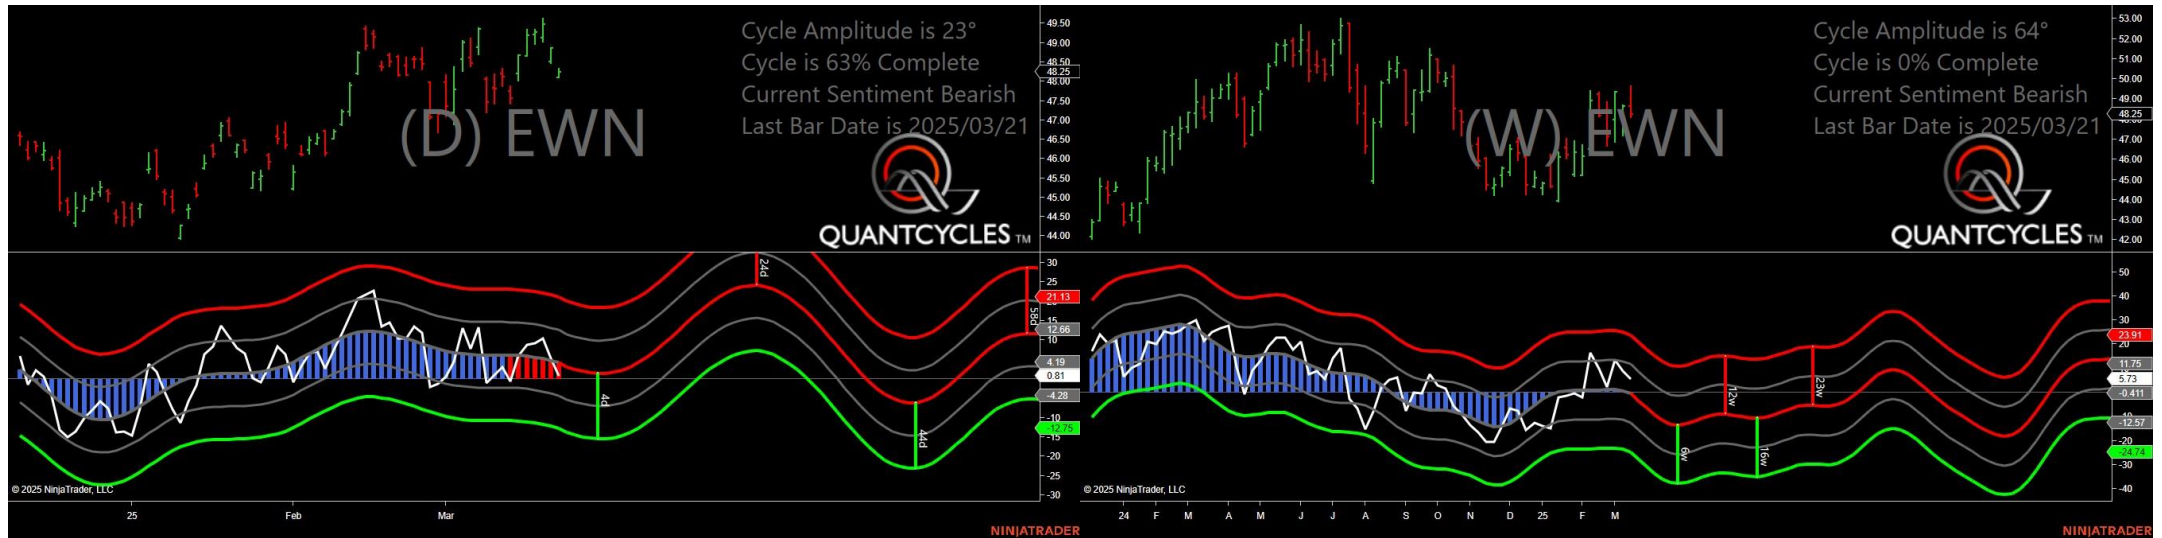 Cycle Amplitude is 23°
Cycle is 63% Complete
Current Sentiment Bearish
Last Bar Date is 2025/03/21
(D) EWN
QUANTCYCLES TM
49.50
49.00
48.50
48.25
48.00
47.50
47.00
46.50
46.00
45.50
45.00
44.50
44.00
24d
58d
4d
44d
30
25
21.13
15
12.66
10
4.19
0.81
-4.28
-10
-12.75
-15
-20
-25
-30
© 2025 NinjaTrader, LLC
25
Feb
Mar
NINJATRADER
Cycle Amplitude is 64°
Cycle is 0% Complete
Current Sentiment Bearish
Last Bar Date is 2025/03/21
(W) EWN
QUANTCYCLES TM
53.00
52.00
51.00
50.00
49.00
48.25
47.00
46.00
45.00
44.00
43.00
42.00
12w
23w
6w
16w
50
40
30
23.91
20
11.75
5.73
-0.411
-12.57
-20
-24.74
-30
-40
© 2025 NinjaTrader, LLC
24
F
M
A
M
J
J
A
S
O
N
D
25
F
M
NINJATRADER